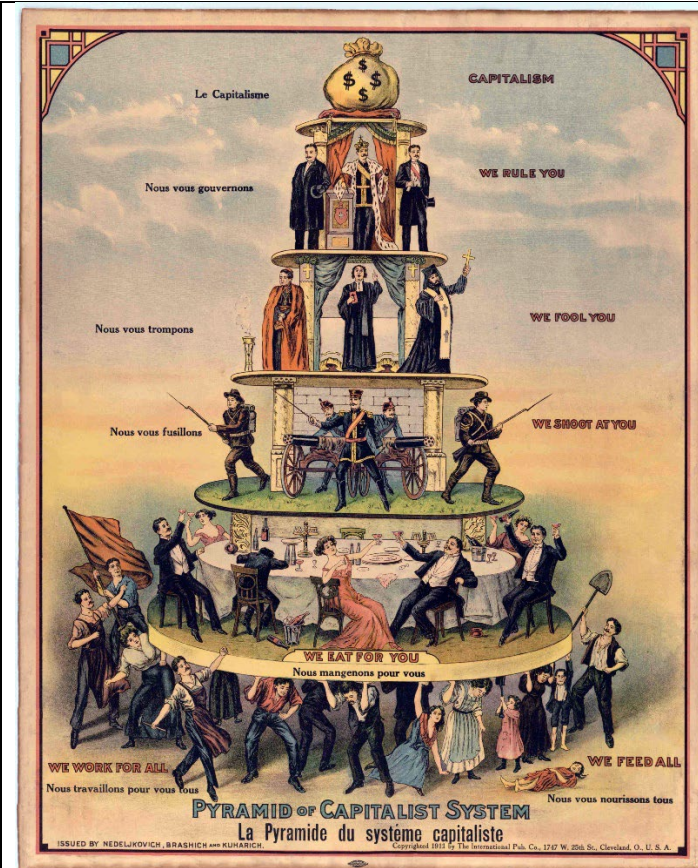 CAPITALISM
Le Capitalisme
WE RULE YOU
Nous vous gouvernons
WE FOOL YOU
Nous vous trompons
WE SHOOT AT YOU
Nous vous fusillons
WE EAT FOR YOU
Nous mangenons pour vous
WE WORK FOR ALL
WE FEED ALL
Nous travaillons pour vous tous
Nous vous nourissons tous
PYRAMID OF CAPITALIST SYSTEM
La Pyramide du système capitaliste
ISSUED BY NEDELJKOVICH, BRASHICH AND KUHARICH.
Copyrighted 1911 by The International Pub. Co., 1747 W. 25th St., Cleveland, O., U. S. A.